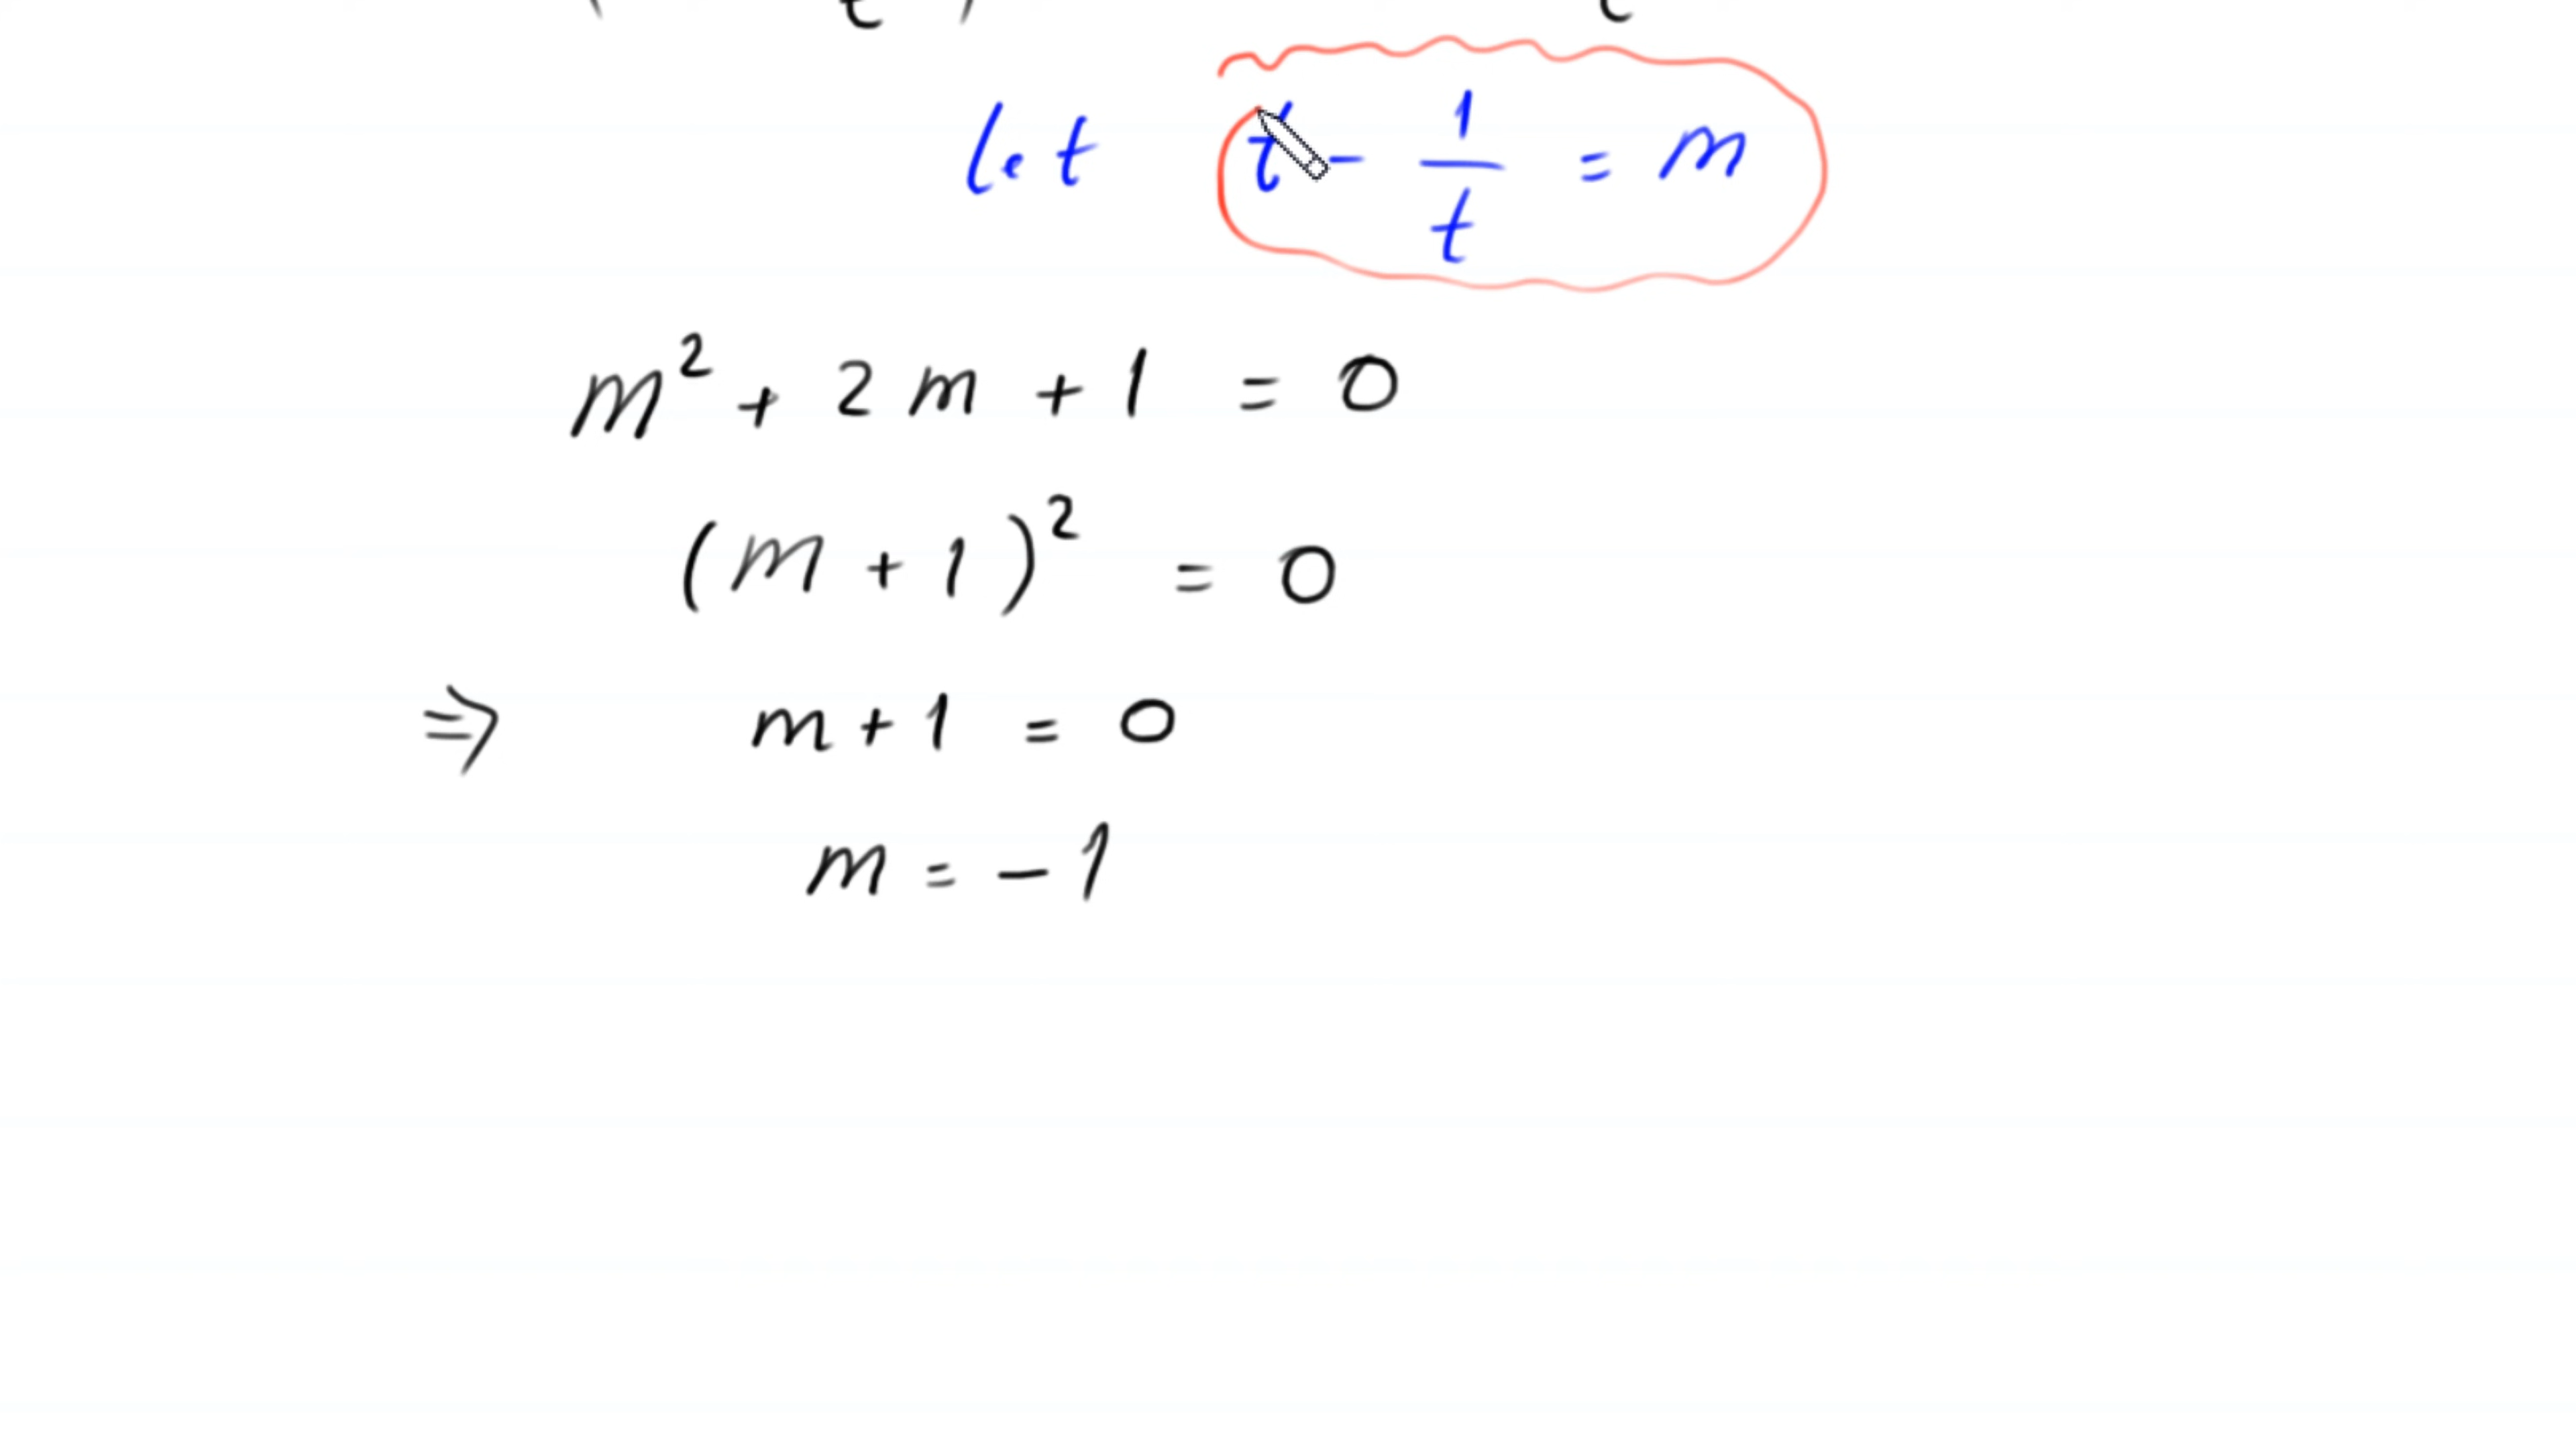 let t - 1/t = m
m² + 2m + 1 = 0
(m + 1)² = 0
⇒ m + 1 = 0
m = -1